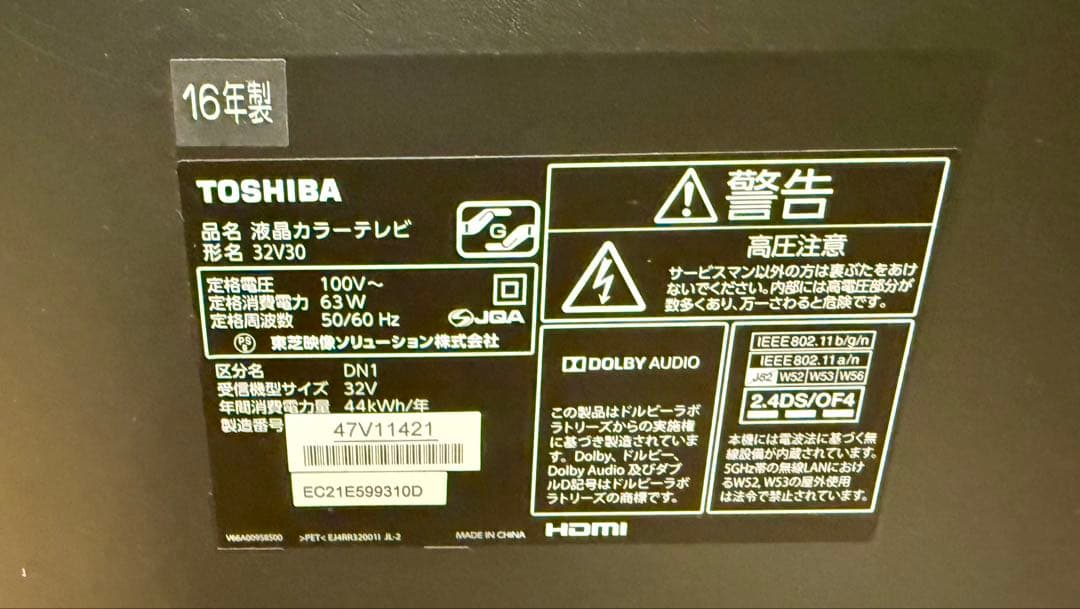 16年製
TOSHIBA
品名 液晶カラーテレビ
形名 32V30
G
定格電圧 100V～
定格消費電力 63W
定格周波数 50/60 Hz
JQA
PS
E
東芝映像ソリューション株式会社
区分名 DN1
受信機型サイズ 32V
年間消費電力量 44kWh/年
製造番号
47V11421
EC21E599310D
V66A00958500 >PET< EJ4RR32001I JL-2 MADE IN CHINA
警告
高圧注意
サービスマン以外の方は裏ぶたをあけ
ないでください。内部には高電圧部分が
数多くあり、万一さわると危険です。
DOLBY AUDIO
この製品はドルビーラボ
ラトリーズからの実施権
に基づき製造されていま
す。Dolby、ドルビー、
Dolby Audio 及びダブ
ルD記号はドルビーラボ
ラトリーズの商標です。
IEEE802.11b/g/n
IEEE802.11a/n
J52 W52 W53 W56
2.4DS/OF4
本機には電波法に基づく無
線設備が内蔵されています。
5GHz帯の無線LANにおけ
るW52、W53の屋外使用
は法令で禁止されています。
HDMI